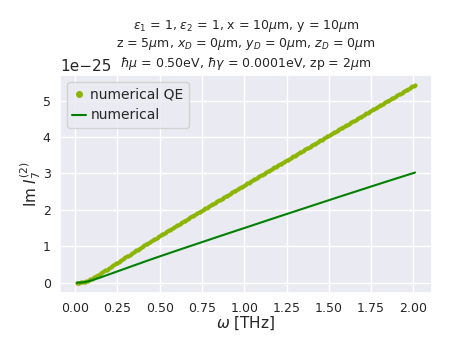 ε₁ = 1, ε₂ = 1, x = 10μm, y = 10μm
z = 5μm, x_D = 0μm, y_D = 0μm, z_D = 0μm
ħμ = 0.50eV, ħγ = 0.0001eV, zp = 2μm
1e−25
numerical QE
numerical
5
4
3
2
1
0
Im I₇⁽²⁾
0.00 0.25 0.50 0.75 1.00 1.25 1.50 1.75 2.00
ω [THz]